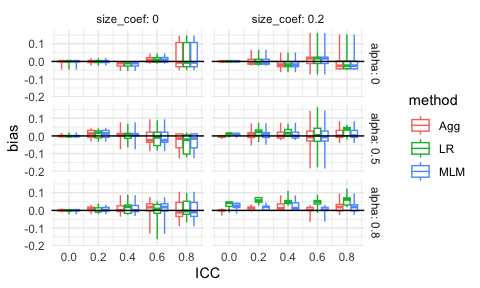 size_coef: 0 size_coef: 0.2
0.1
0.0
-0.1
-0.2
alpha: 0
0.1
0.0
-0.1
-0.2
alpha: 0.5
0.1
0.0
-0.1
-0.2
alpha: 0.8
bias
0.0 0.2 0.4 0.6 0.8 0.0 0.2 0.4 0.6 0.8
ICC
method
Agg
LR
MLM